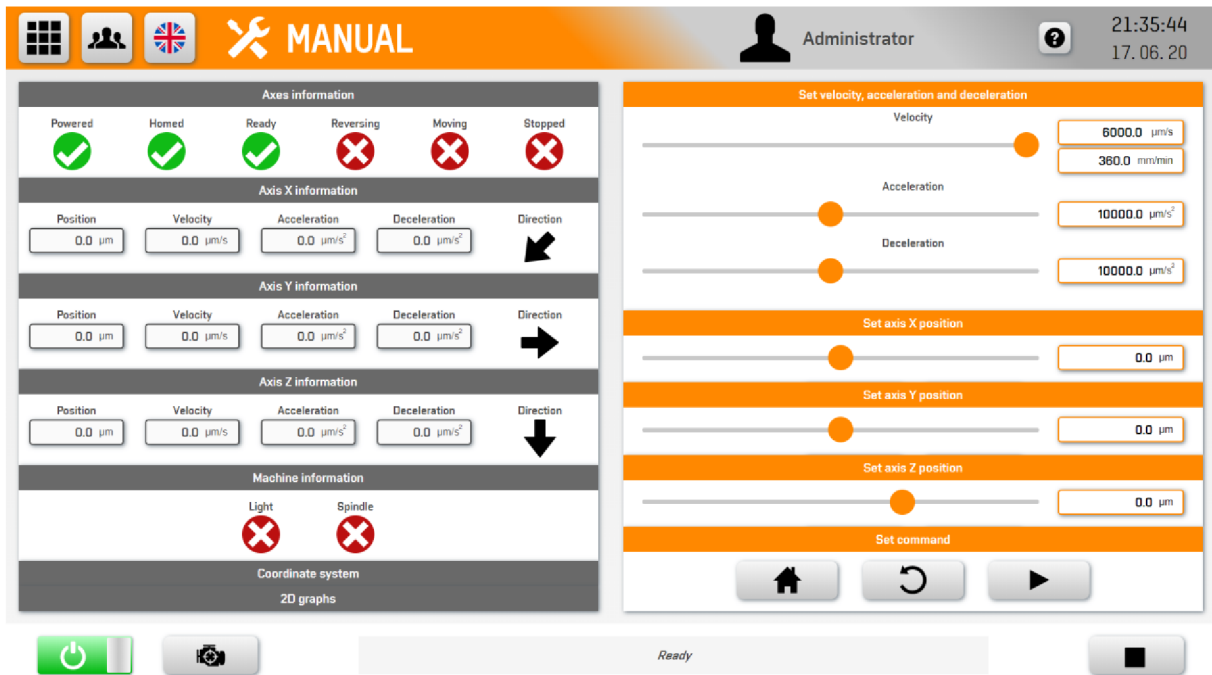 MANUAL
Administrator
?
21:35:44
17.06.20
Axes information
Powered Homed Ready Reversing Moving Stopped
Axis X information
Position Velocity Acceleration Deceleration Direction
0.0 µm 0.0 µm/s 0.0 µm/s² 0.0 µm/s²
Axis Y information
Position Velocity Acceleration Deceleration Direction
0.0 µm 0.0 µm/s 0.0 µm/s² 0.0 µm/s²
Axis Z information
Position Velocity Acceleration Deceleration Direction
0.0 µm 0.0 µm/s 0.0 µm/s² 0.0 µm/s²
Machine information
Light Spindle
Coordinate system
2D graphs
Set velocity, acceleration and deceleration
Velocity
6000.0 µm/s
360.0 mm/min
Acceleration
10000.0 µm/s²
Deceleration
10000.0 µm/s²
Set axis X position
0.0 µm
Set axis Y position
0.0 µm
Set axis Z position
0.0 µm
Set command
Ready